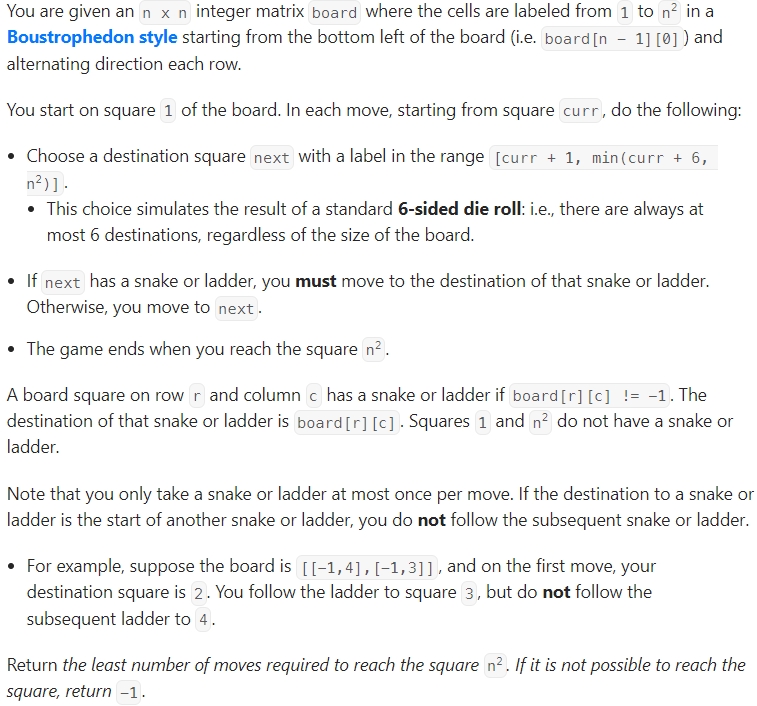 You are given an n x n integer matrix board where the cells are labeled from 1 to n² in a
Boustrophedon style starting from the bottom left of the board (i.e. board[n - 1][0]) and
alternating direction each row.
You start on square 1 of the board. In each move, starting from square curr, do the following:
• Choose a destination square next with a label in the range [curr + 1, min(curr + 6,
n²)].
• This choice simulates the result of a standard 6-sided die roll: i.e., there are always at
most 6 destinations, regardless of the size of the board.
• If next has a snake or ladder, you must move to the destination of that snake or ladder.
Otherwise, you move to next.
• The game ends when you reach the square n².
A board square on row r and column c has a snake or ladder if board[r][c] != -1. The
destination of that snake or ladder is board[r][c]. Squares 1 and n² do not have a snake or
ladder.
Note that you only take a snake or ladder at most once per move. If the destination to a snake or
ladder is the start of another snake or ladder, you do not follow the subsequent snake or ladder.
• For example, suppose the board is [[-1,4],[-1,3]], and on the first move, your
destination square is 2. You follow the ladder to square 3, but do not follow the
subsequent ladder to 4.
Return the least number of moves required to reach the square n². If it is not possible to reach the
square, return -1.